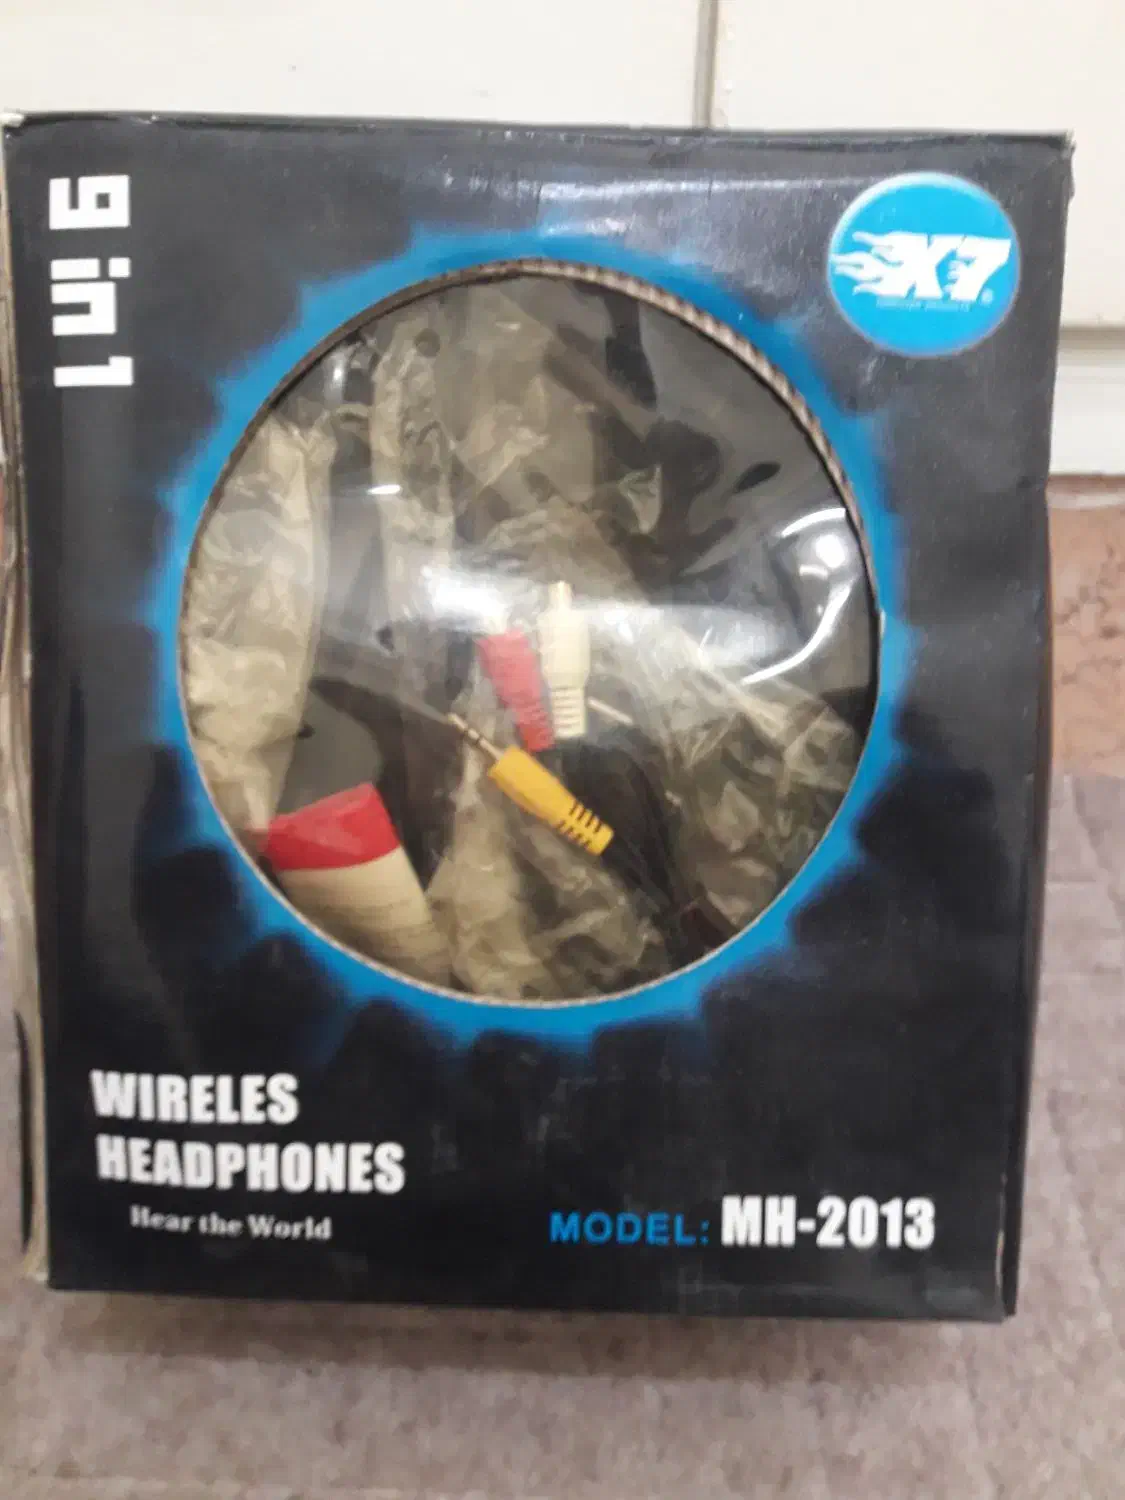 9 in 1
X7
WIRELES
HEADPHONES
Hear the World
MODEL: MH-2013